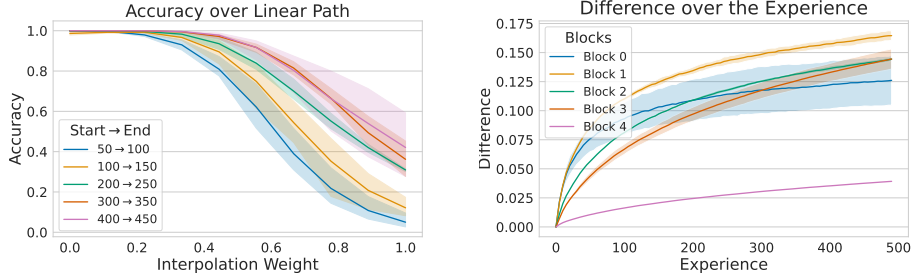 Accuracy over Linear Path
Accuracy
1.0
0.8
0.6
0.4
0.2
0.0
Start→End
50→100
100→150
200→250
300→350
400→450
0.0 0.2 0.4 0.6 0.8 1.0
Interpolation Weight
Difference over the Experience
Difference
0.175
0.150
0.125
0.100
0.075
0.050
0.025
0.000
Blocks
Block 0
Block 1
Block 2
Block 3
Block 4
0 100 200 300 400 500
Experience